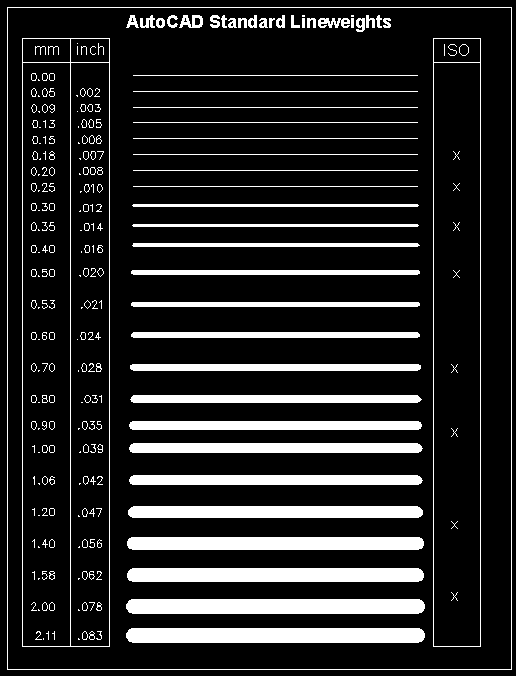 AutoCAD Standard Lineweights
mm inch ISO
0.00
0.05 .002
0.09 .003
0.13 .005
0.15 .006
0.18 .007 X
0.20 .008
0.25 .010 X
0.30 .012
0.35 .014 X
0.40 .016
0.50 .020 X
0.53 .021
0.60 .024
0.70 .028 X
0.80 .031
0.90 .035 X
1.00 .039
1.06 .042
1.20 .047 X
1.40 .056
1.58 .062
2.00 .078 X
2.11 .083